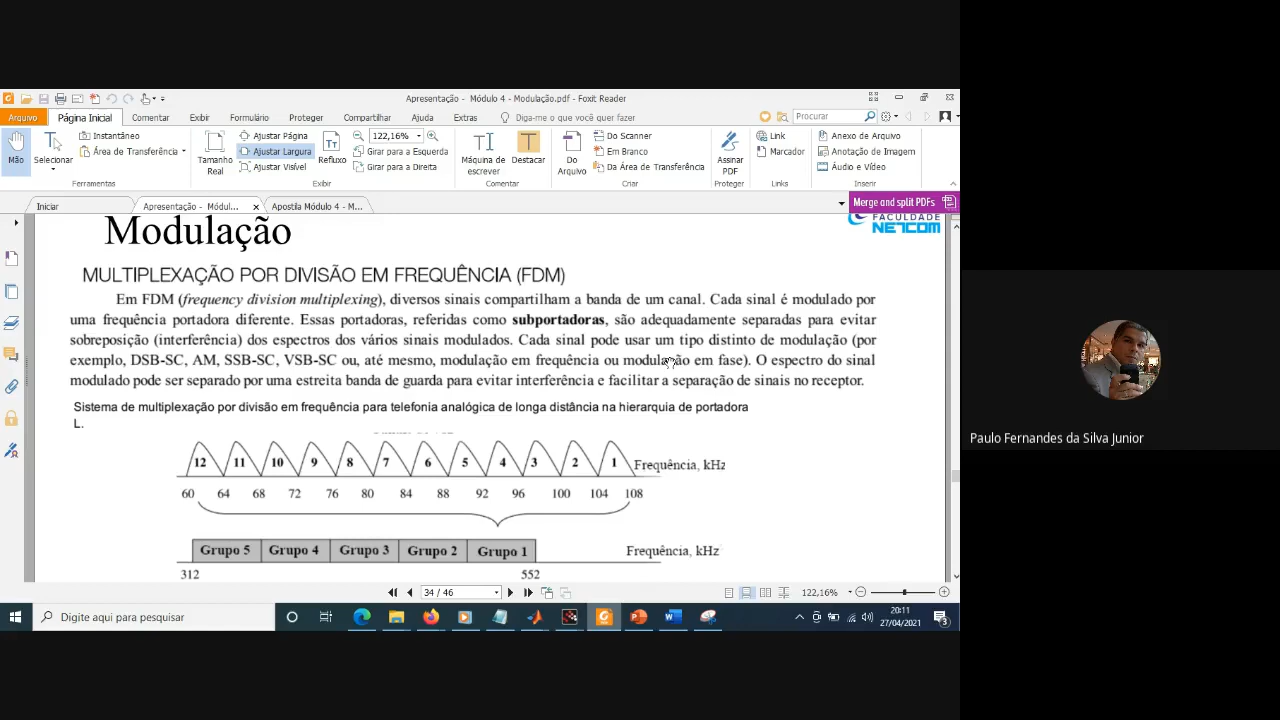 Apresentação - Módulo 4 - Modulação.pdf - Foxit Reader
Arquivo Página Inicial Comentar Exibir Formulário Proteger Compartilhar Ajuda Extras Diga-me o que você quer fazer Procurar
Mão
Selecionar
Instantâneo
Área de Transferência
Ferramentas
Tamanho Real
Ajustar Página
Ajustar Largura
Ajustar Visível
Refluxo
122,16%
Girar para a Esquerda
Girar para a Direita
Exibir
Máquina de escrever
Destacar
Comentar
Do Arquivo
Do Scanner
Em Branco
Da Área de Transferência
Criar
Assinar PDF
Proteger
Link
Marcador
Links
Anexo de Arquivo
Anotação de Imagem
Áudio e Vídeo
Inserir
Iniciar Apresentação - Módul... Apostila Módulo 4 - M... Merge and split PDFs
FACULDADE
NETCOM
Modulação
MULTIPLEXAÇÃO POR DIVISÃO EM FREQUÊNCIA (FDM)
Em FDM (frequency division multiplexing), diversos sinais compartilham a banda de um canal. Cada sinal é modulado por
uma frequência portadora diferente. Essas portadoras, referidas como subportadoras, são adequadamente separadas para evitar
sobreposição (interferência) dos espectros dos vários sinais modulados. Cada sinal pode usar um tipo distinto de modulação (por
exemplo, DSB-SC, AM, SSB-SC, VSB-SC ou, até mesmo, modulação em frequência ou modulação em fase). O espectro do sinal
modulado pode ser separado por uma estreita banda de guarda para evitar interferência e facilitar a separação de sinais no receptor.
Sistema de multiplexação por divisão em frequência para telefonia analógica de longa distância na hierarquia de portadora
L.
12 11 10 9 8 7 6 5 4 3 2 1 Frequência, kHz
60 64 68 72 76 80 84 88 92 96 100 104 108
Grupo 5 Grupo 4 Grupo 3 Grupo 2 Grupo 1 Frequência, kHz
312 552
34 / 46 122,16%
Digite aqui para pesquisar
20:11
27/04/2021
3
Paulo Fernandes da Silva Junior